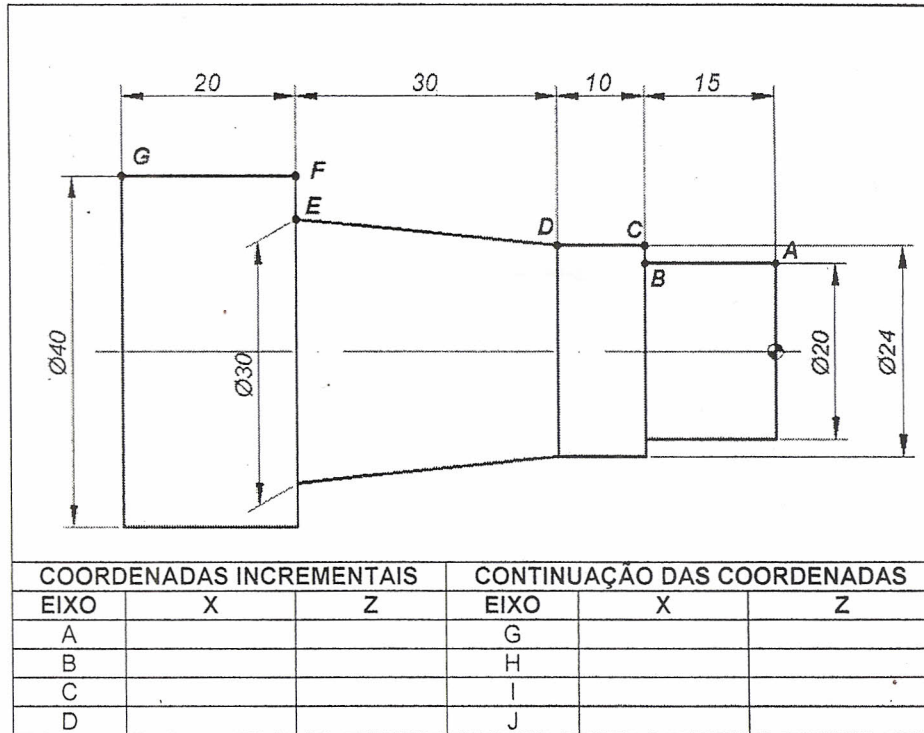 20 30 10 15
G F
E
D C A
B
Ø40 Ø30 Ø20 Ø24
COORDENADAS INCREMENTAIS CONTINUAÇÃO DAS COORDENADAS
EIXO X Z EIXO X Z
A G
B H
C I
D J